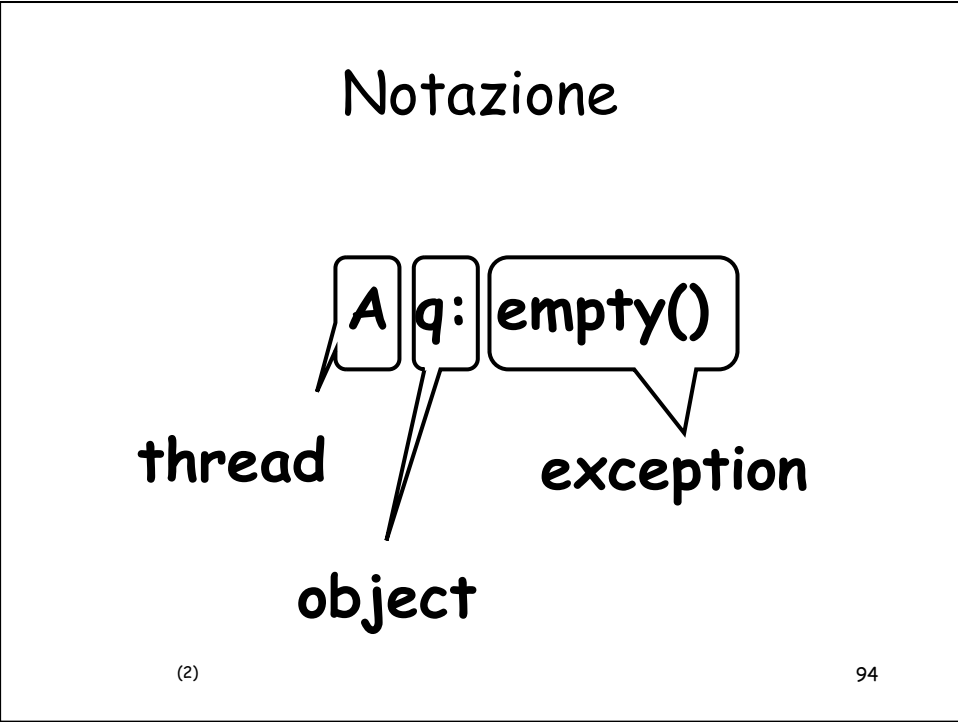 Notazione
A q: empty()
thread
exception
object
(2)
94